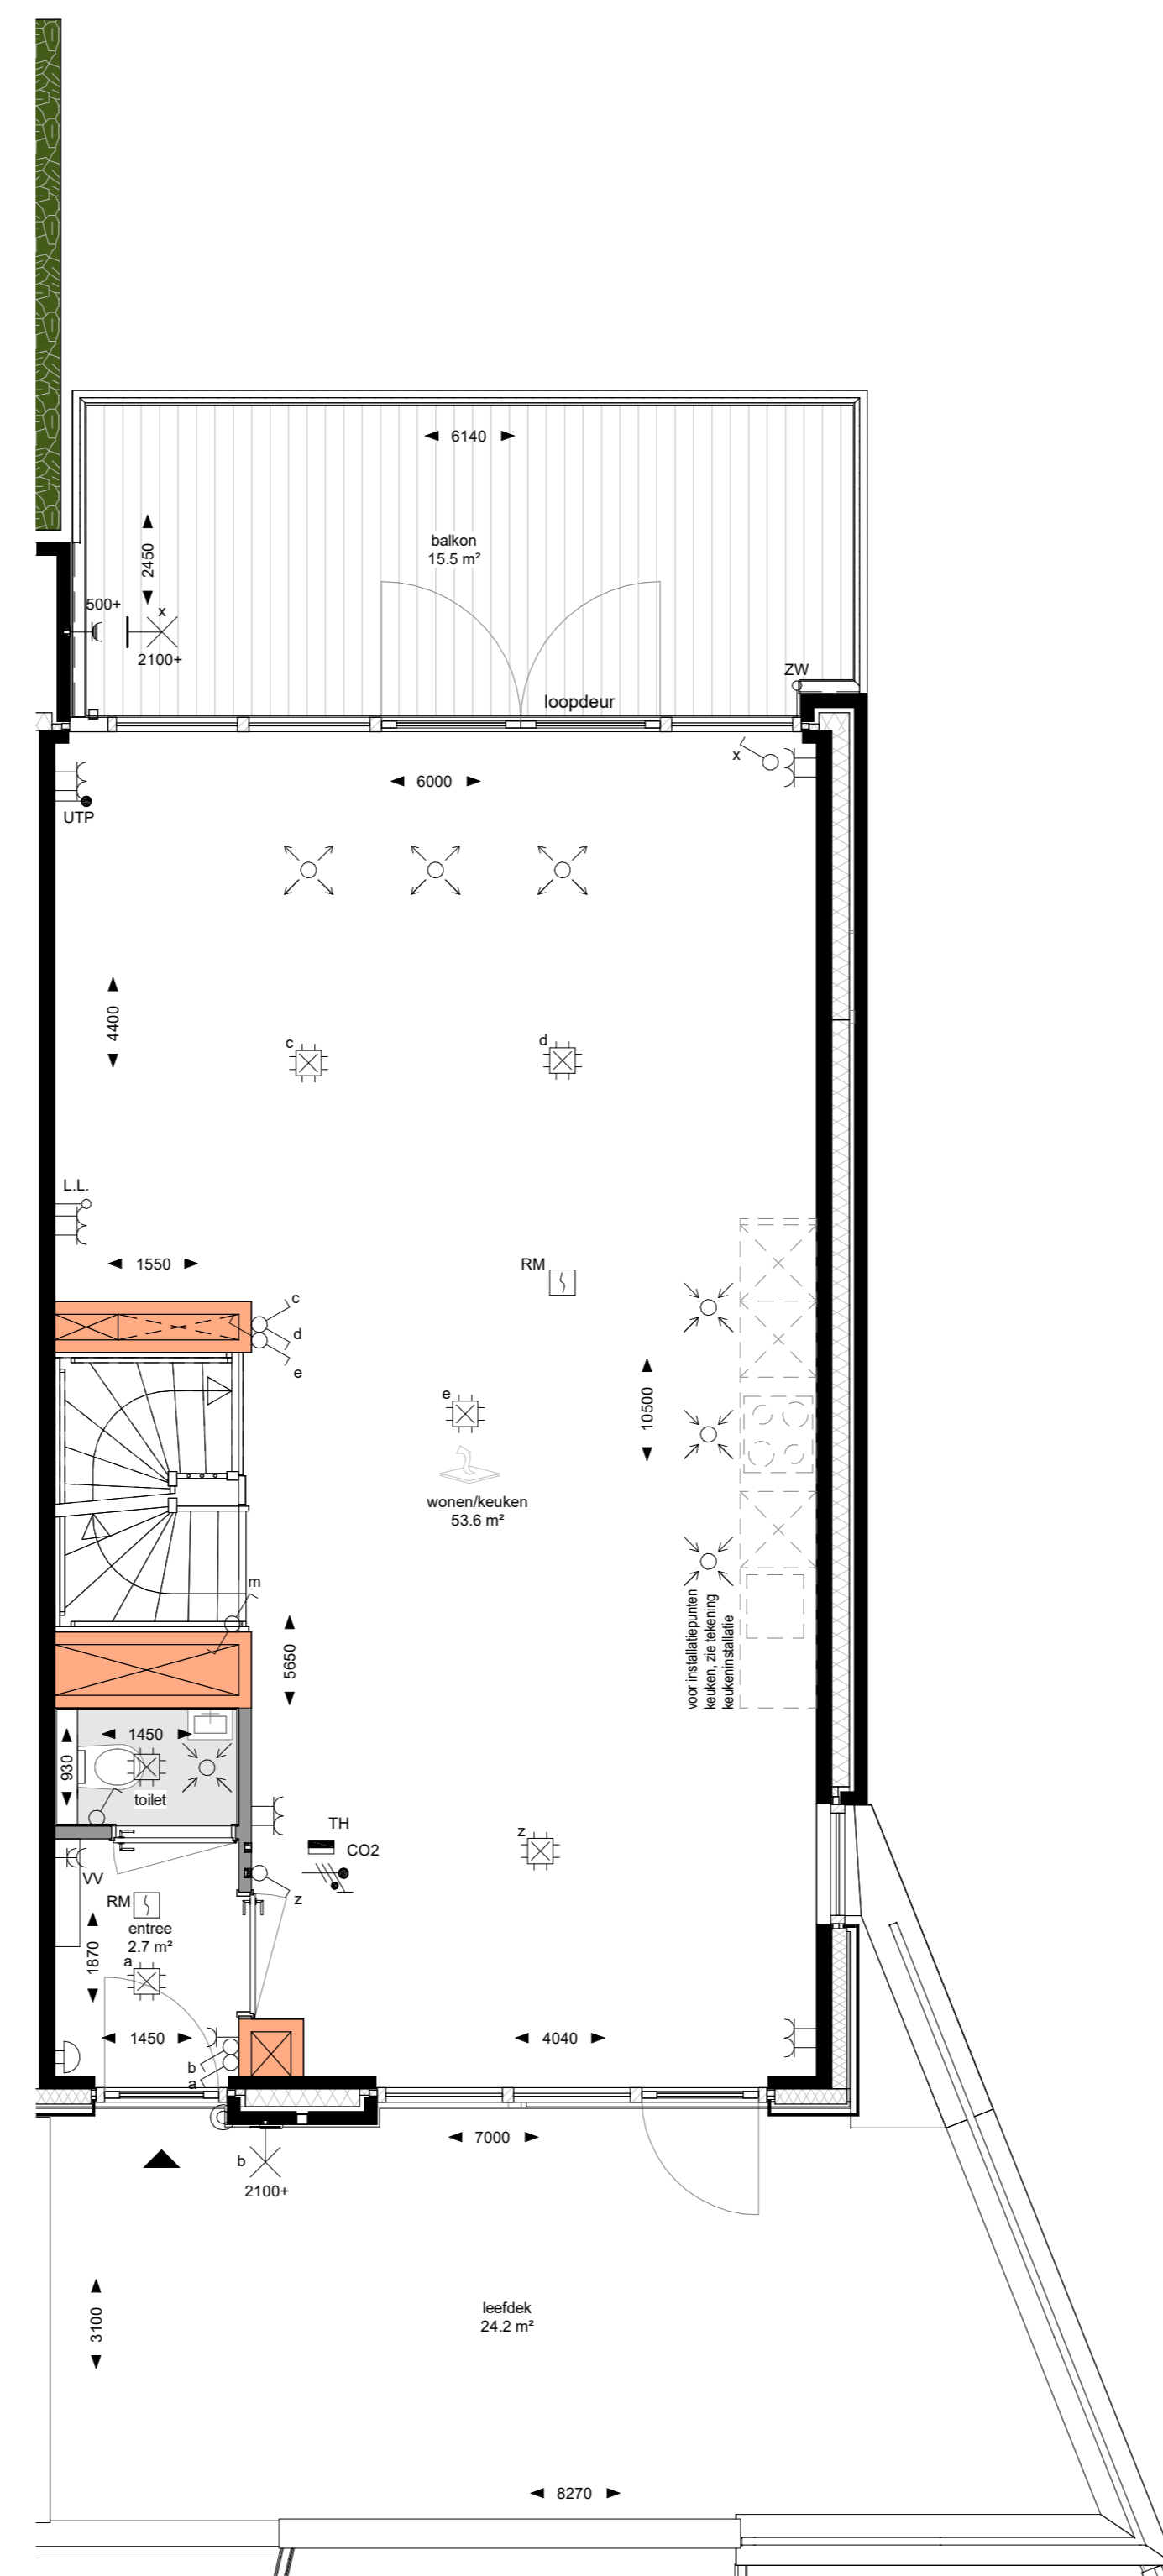 6140
balkon
15.5 m²
2450
500+
x
2100+
ZW
loopdeur
x
6000
UTP
4400
c
d
L.L.
1550
RM
c
d
e
10500
e
wonen/keuken
53.6 m²
m
voor installatiepunten
keuken, zie tekening
keukeninstallatie
5650
1450
930
toilet
TH
CO2
z
VV
z
RM
entree
2.7 m²
1870
a
1450
4040
b
a
7000
b
2100+
leefdek
24.2 m²
3100
8270